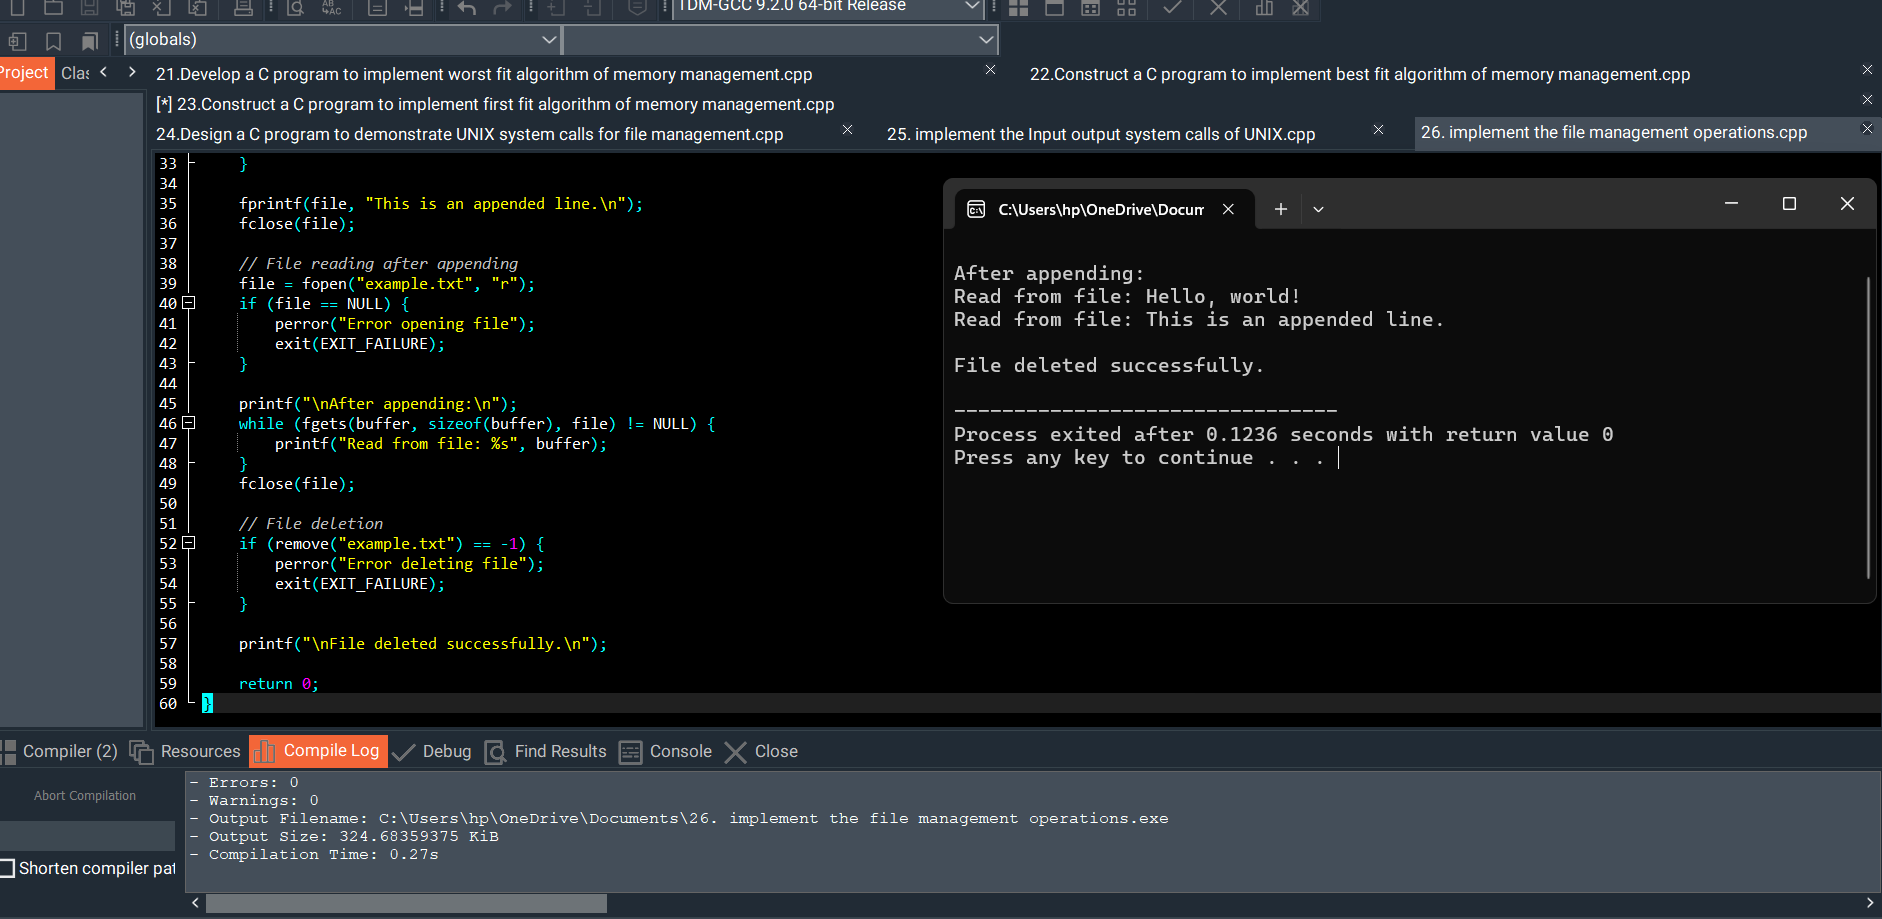 TDM-GCC 9.2.0 64-bit Release
(globals)
Project Clas
21.Develop a C program to implement worst fit algorithm of memory management.cpp
22.Construct a C program to implement best fit algorithm of memory management.cpp
[*] 23.Construct a C program to implement first fit algorithm of memory management.cpp
24.Design a C program to demonstrate UNIX system calls for file management.cpp
25. implement the Input output system calls of UNIX.cpp
26. implement the file management operations.cpp
33 }
34
35 fprintf(file, "This is an appended line.\n");
36 fclose(file);
37
38 // File reading after appending
39 file = fopen("example.txt", "r");
40 if (file == NULL) {
41 perror("Error opening file");
42 exit(EXIT_FAILURE);
43 }
44
45 printf("\nAfter appending:\n");
46 while (fgets(buffer, sizeof(buffer), file) != NULL) {
47 printf("Read from file: %s", buffer);
48 }
49 fclose(file);
50
51 // File deletion
52 if (remove("example.txt") == -1) {
53 perror("Error deleting file");
54 exit(EXIT_FAILURE);
55 }
56
57 printf("\nFile deleted successfully.\n");
58
59 return 0;
60 }
C:\Users\hp\OneDrive\Docum
After appending:
Read from file: Hello, world!
Read from file: This is an appended line.
File deleted successfully.
--------------------------------
Process exited after 0.1236 seconds with return value 0
Press any key to continue . . .
Compiler (2) Resources Compile Log Debug Find Results Console Close
Abort Compilation
Shorten compiler pat
- Errors: 0
- Warnings: 0
- Output Filename: C:\Users\hp\OneDrive\Documents\26. implement the file management operations.exe
- Output Size: 324.68359375 KiB
- Compilation Time: 0.27s